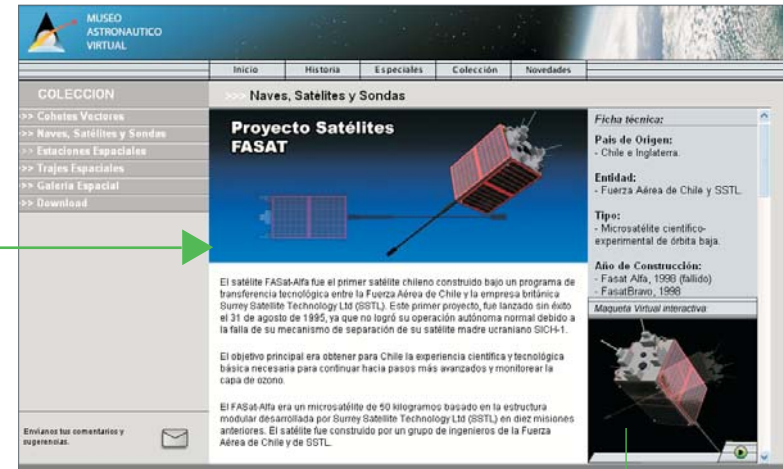 MUSEO
ASTRONAUTICO
VIRTUAL
Inicio Historia Especiales Colección Novedades
COLECCION
>> Cohetes Vectores
>> Naves, Satélites y Sondas
>> Estaciones Espaciales
>> Trajes Espaciales
>> Galeria Espacial
>> Download
Envíanos tus comentarios y
sugerencias.
>>> Naves, Satélites y Sondas
Proyecto Satélites
FASAT
El satélite FASat-Alfa fue el primer satélite chileno construido bajo un programa de
transferencia tecnológica entre la Fuerza Aérea de Chile y la empresa británica
Surrey Satellite Technology Ltd (SSTL). Este primer proyecto, fue lanzado sin éxito
el 31 de agosto de 1995, ya que no logró su operación autónoma normal debido a
la falla de su mecanismo de separación de su satélite madre ucraniano SICH-1.
El objetivo principal era obtener para Chile la experiencia científica y tecnológica
básica necesaria para continuar hacia pasos más avanzados y monitorear la
capa de ozono.
El FASat-Alfa era un microsatélite de 50 kilogramos basado en la estructura
modular desarrollada por Surrey Satellite Technology Ltd (SSTL) en diez misiones
anteriores. El satélite fue construido por un grupo de ingenieros de la Fuerza
Aérea de Chile y de SSTL.
Ficha técnica:
País de Origen:
- Chile e Inglaterra.
Entidad:
- Fuerza Aérea de Chile y SSTL.
Tipo:
- Microsatélite científico-
experimental de órbita baja.
Año de Construcción:
- Fasat Alfa, 1998 (fallido)
- FasatBravo, 1998
Maqueta Virtual interactiva: